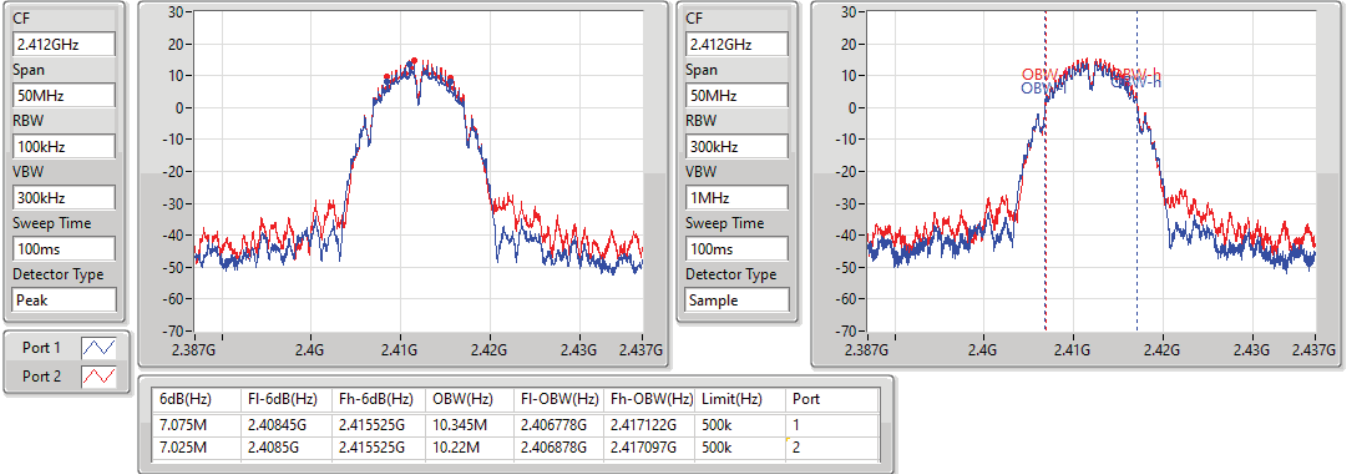 CF
2.412GHz
Span
50MHz
RBW
100kHz
VBW
300kHz
Sweep Time
100ms
Detector Type
Peak
Port 1
Port 2
30
20
10
0
-10
-20
-30
-40
-50
-60
-70
2.387G 2.4G 2.41G 2.42G 2.43G 2.437G
CF
2.412GHz
Span
50MHz
RBW
300kHz
VBW
1MHz
Sweep Time
100ms
Detector Type
Sample
30
20
10
0
-10
-20
-30
-40
-50
-60
-70
2.387G 2.4G 2.41G 2.42G 2.43G 2.437G
6dB(Hz) Fl-6dB(Hz) Fh-6dB(Hz) OBW(Hz) Fl-OBW(Hz) Fh-OBW(Hz) Limit(Hz) Port
7.075M 2.40845G 2.415525G 10.345M 2.406778G 2.417122G 500k 1
7.025M 2.4085G 2.415525G 10.22M 2.406878G 2.417097G 500k 2